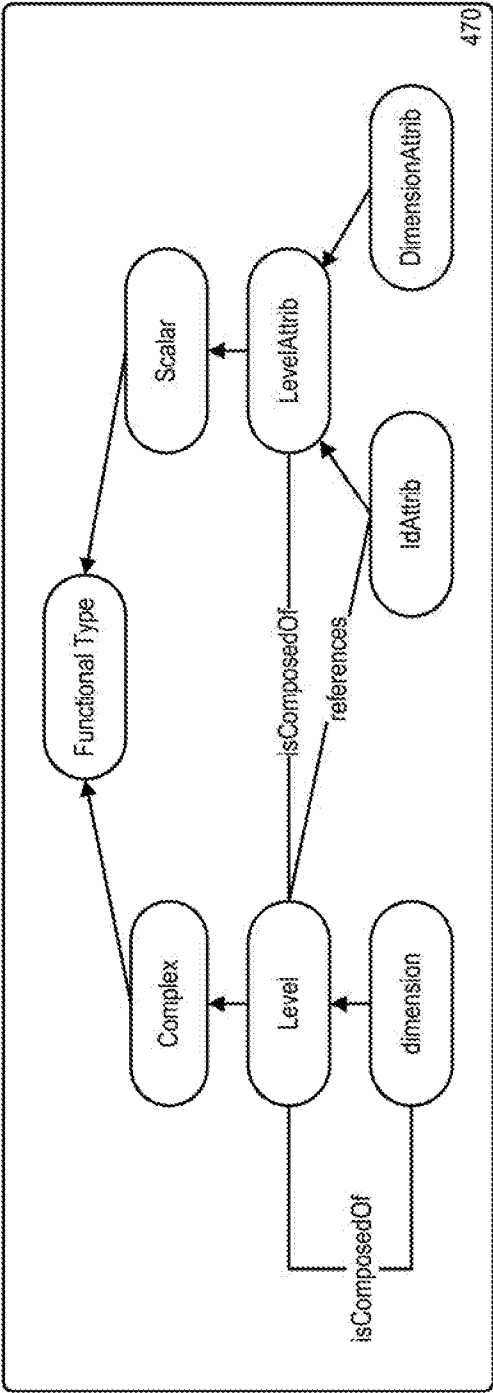 470
Functional Type
Complex
Scalar
Level
isComposedOf
LevelAttrib
references
dimension
IdAttrib
DimensionAttrib
isComposedOf